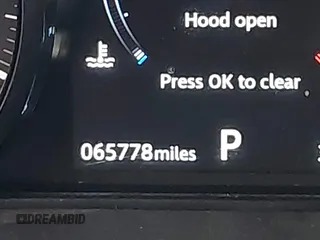 Hood open
Press OK to clear
065778miles
P
DREAMBID